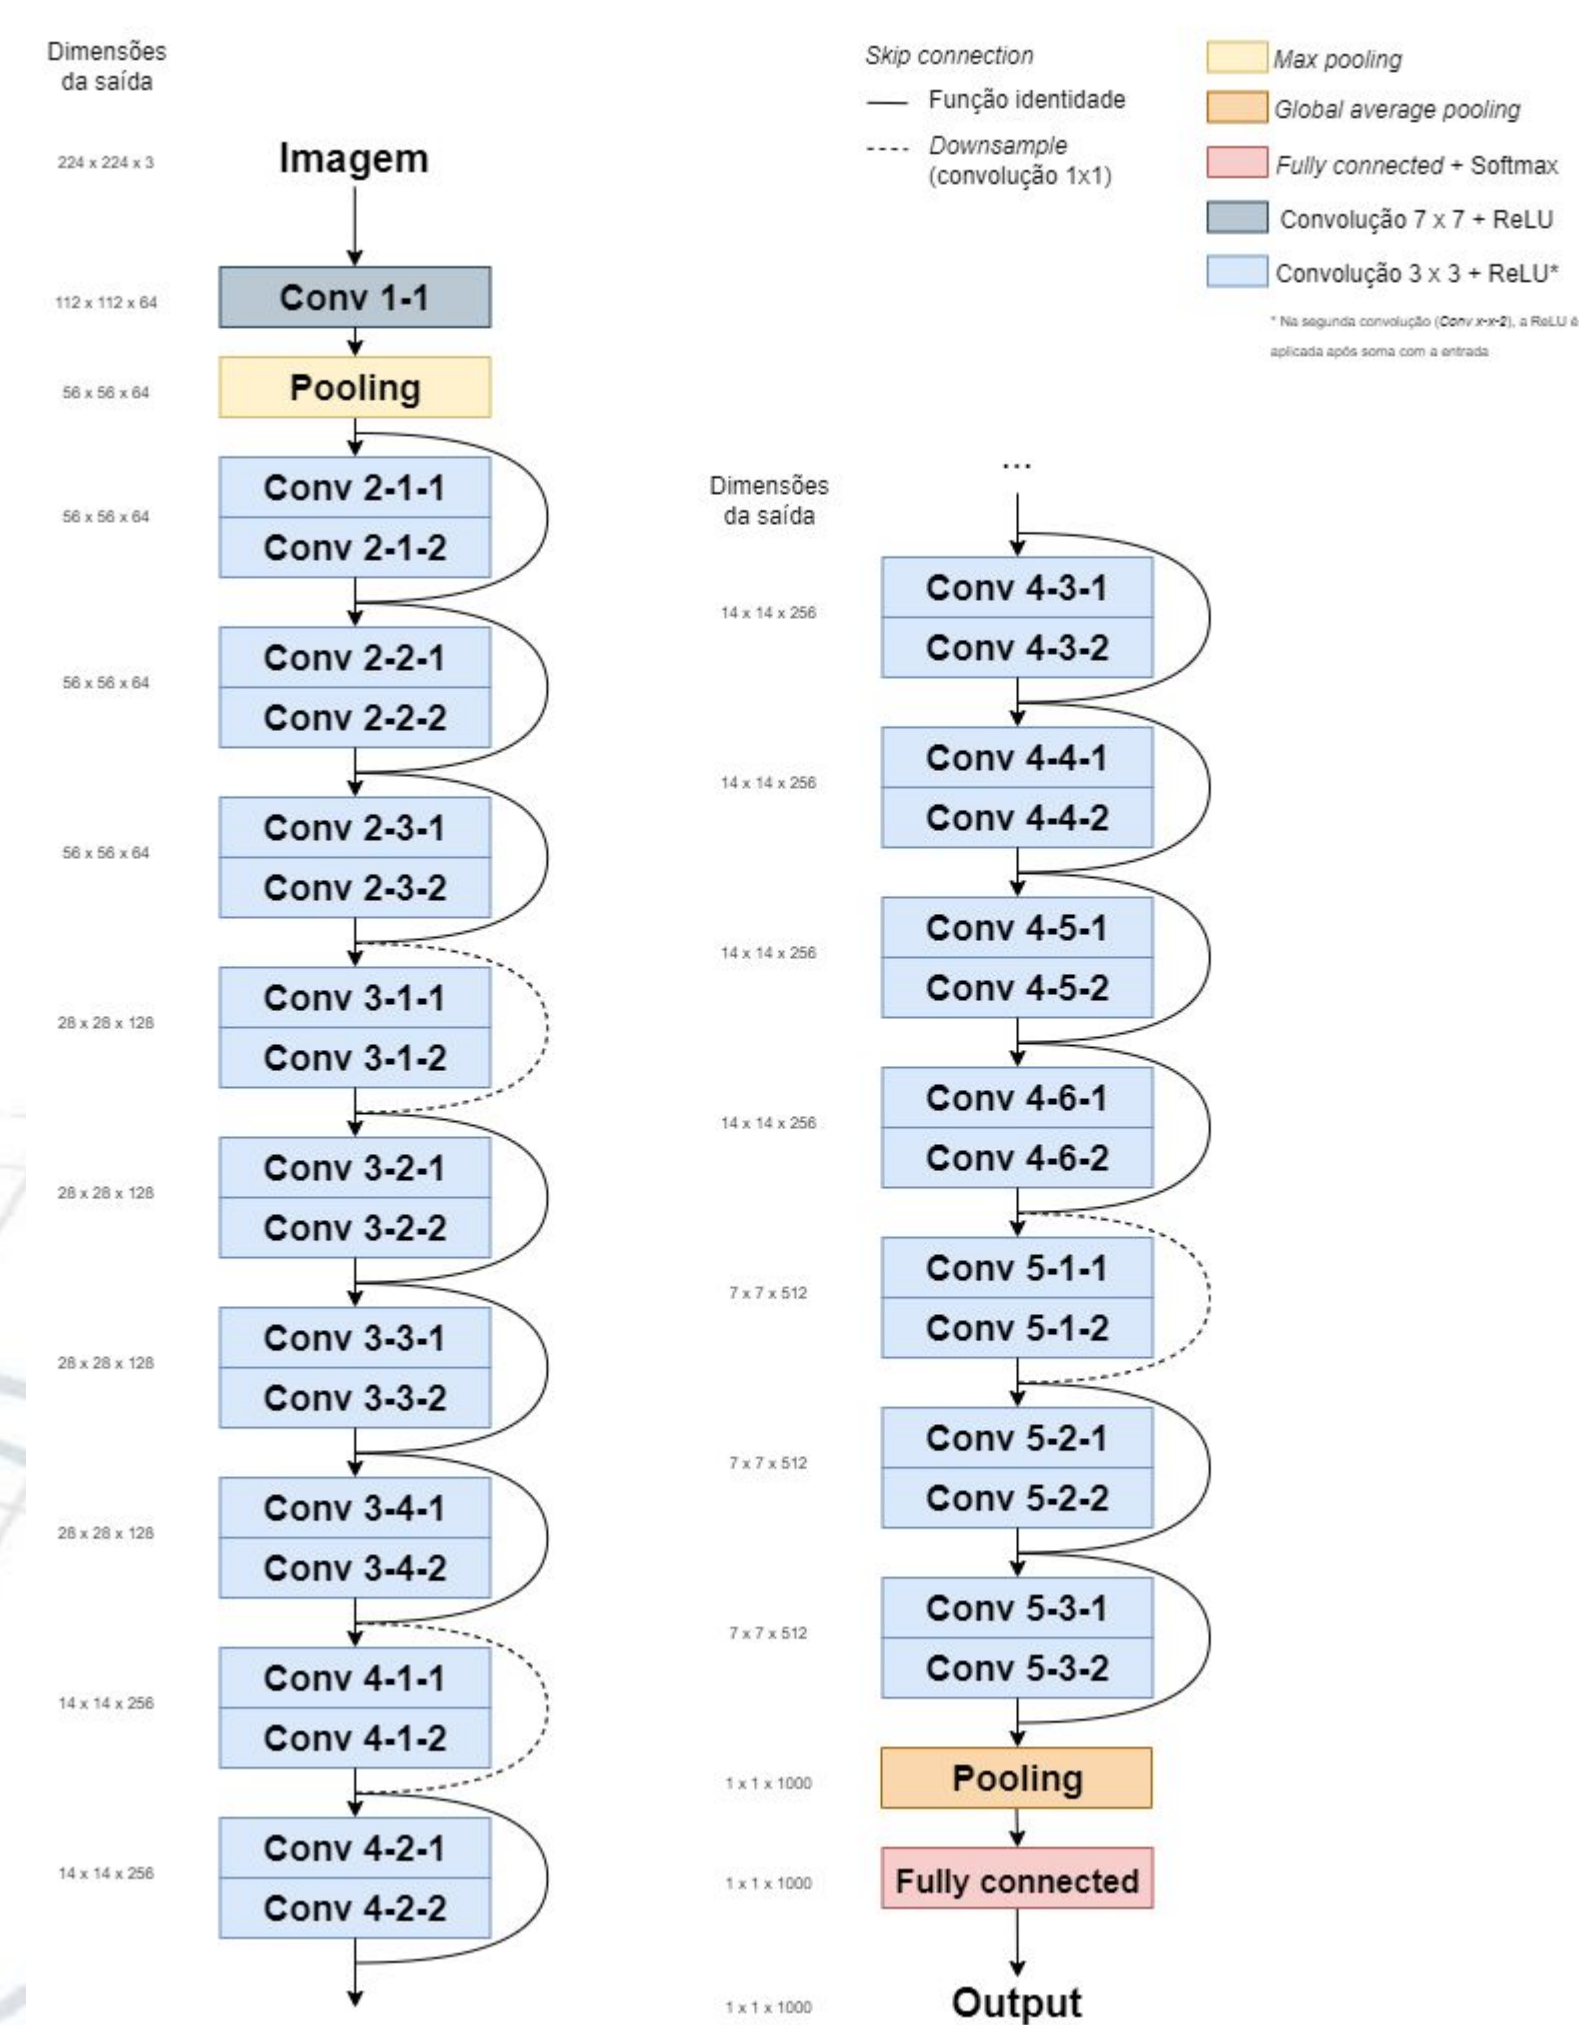 Dimensões
da saída
224 x 224 x 3
Imagem
112 x 112 x 64
Conv 1-1
56 x 56 x 64
Pooling
56 x 56 x 64
Conv 2-1-1
Conv 2-1-2
56 x 56 x 64
Conv 2-2-1
Conv 2-2-2
56 x 56 x 64
Conv 2-3-1
Conv 2-3-2
28 x 28 x 128
Conv 3-1-1
Conv 3-1-2
28 x 28 x 128
Conv 3-2-1
Conv 3-2-2
28 x 28 x 128
Conv 3-3-1
Conv 3-3-2
28 x 28 x 128
Conv 3-4-1
Conv 3-4-2
14 x 14 x 256
Conv 4-1-1
Conv 4-1-2
14 x 14 x 256
Conv 4-2-1
Conv 4-2-2
Skip connection
Função identidade
Downsample
(convolução 1x1)
Max pooling
Global average pooling
Fully connected + Softmax
Convolução 7 x 7 + ReLU
Convolução 3 x 3 + ReLU*
* Na segunda convolução (Conv x-x-2), a ReLU é
aplicada após soma com a entrada
Dimensões
da saída
...
14 x 14 x 256
Conv 4-3-1
Conv 4-3-2
14 x 14 x 256
Conv 4-4-1
Conv 4-4-2
14 x 14 x 256
Conv 4-5-1
Conv 4-5-2
14 x 14 x 256
Conv 4-6-1
Conv 4-6-2
7 x 7 x 512
Conv 5-1-1
Conv 5-1-2
7 x 7 x 512
Conv 5-2-1
Conv 5-2-2
7 x 7 x 512
Conv 5-3-1
Conv 5-3-2
1 x 1 x 1000
Pooling
1 x 1 x 1000
Fully connected
1 x 1 x 1000
Output